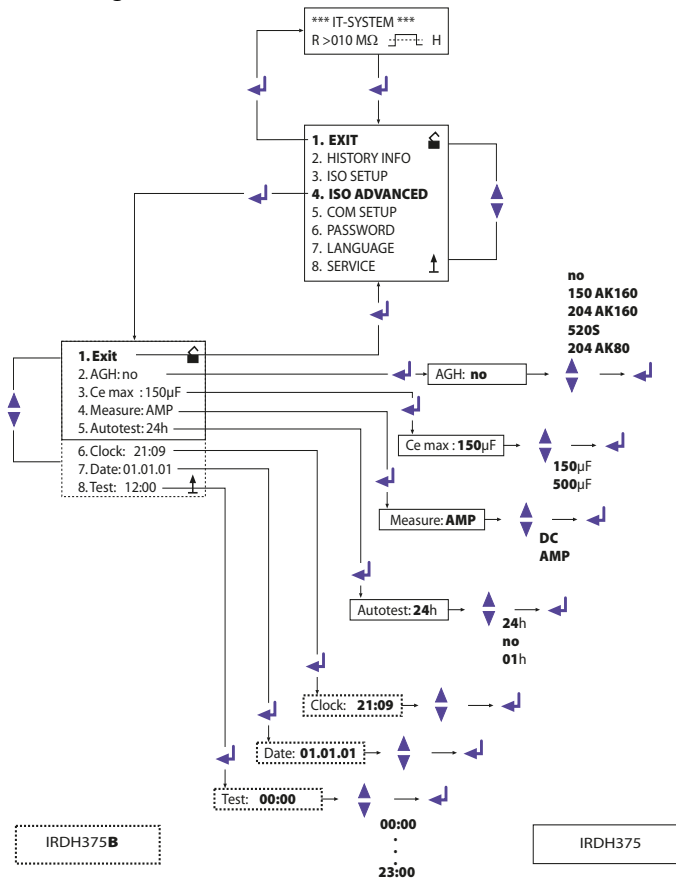 *** IT-SYSTEM ***
R >010 MΩ H
1. EXIT
2. HISTORY INFO
3. ISO SETUP
4. ISO ADVANCED
5. COM SETUP
6. PASSWORD
7. LANGUAGE
8. SERVICE
no
150 AK160
204 AK160
520S
204 AK80
1. Exit
2. AGH: no
3. Ce max : 150µF
4. Measure: AMP
5. Autotest: 24h
6. Clock: 21:09
7. Date: 01.01.01
8. Test: 12:00
AGH: no
Ce max : 150µF
150µF
500µF
Measure: AMP
DC
AMP
Autotest: 24h
24h
no
01h
Clock: 21:09
Date: 01.01.01
Test: 00:00
00:00
.
.
.
23:00
IRDH375B
IRDH375